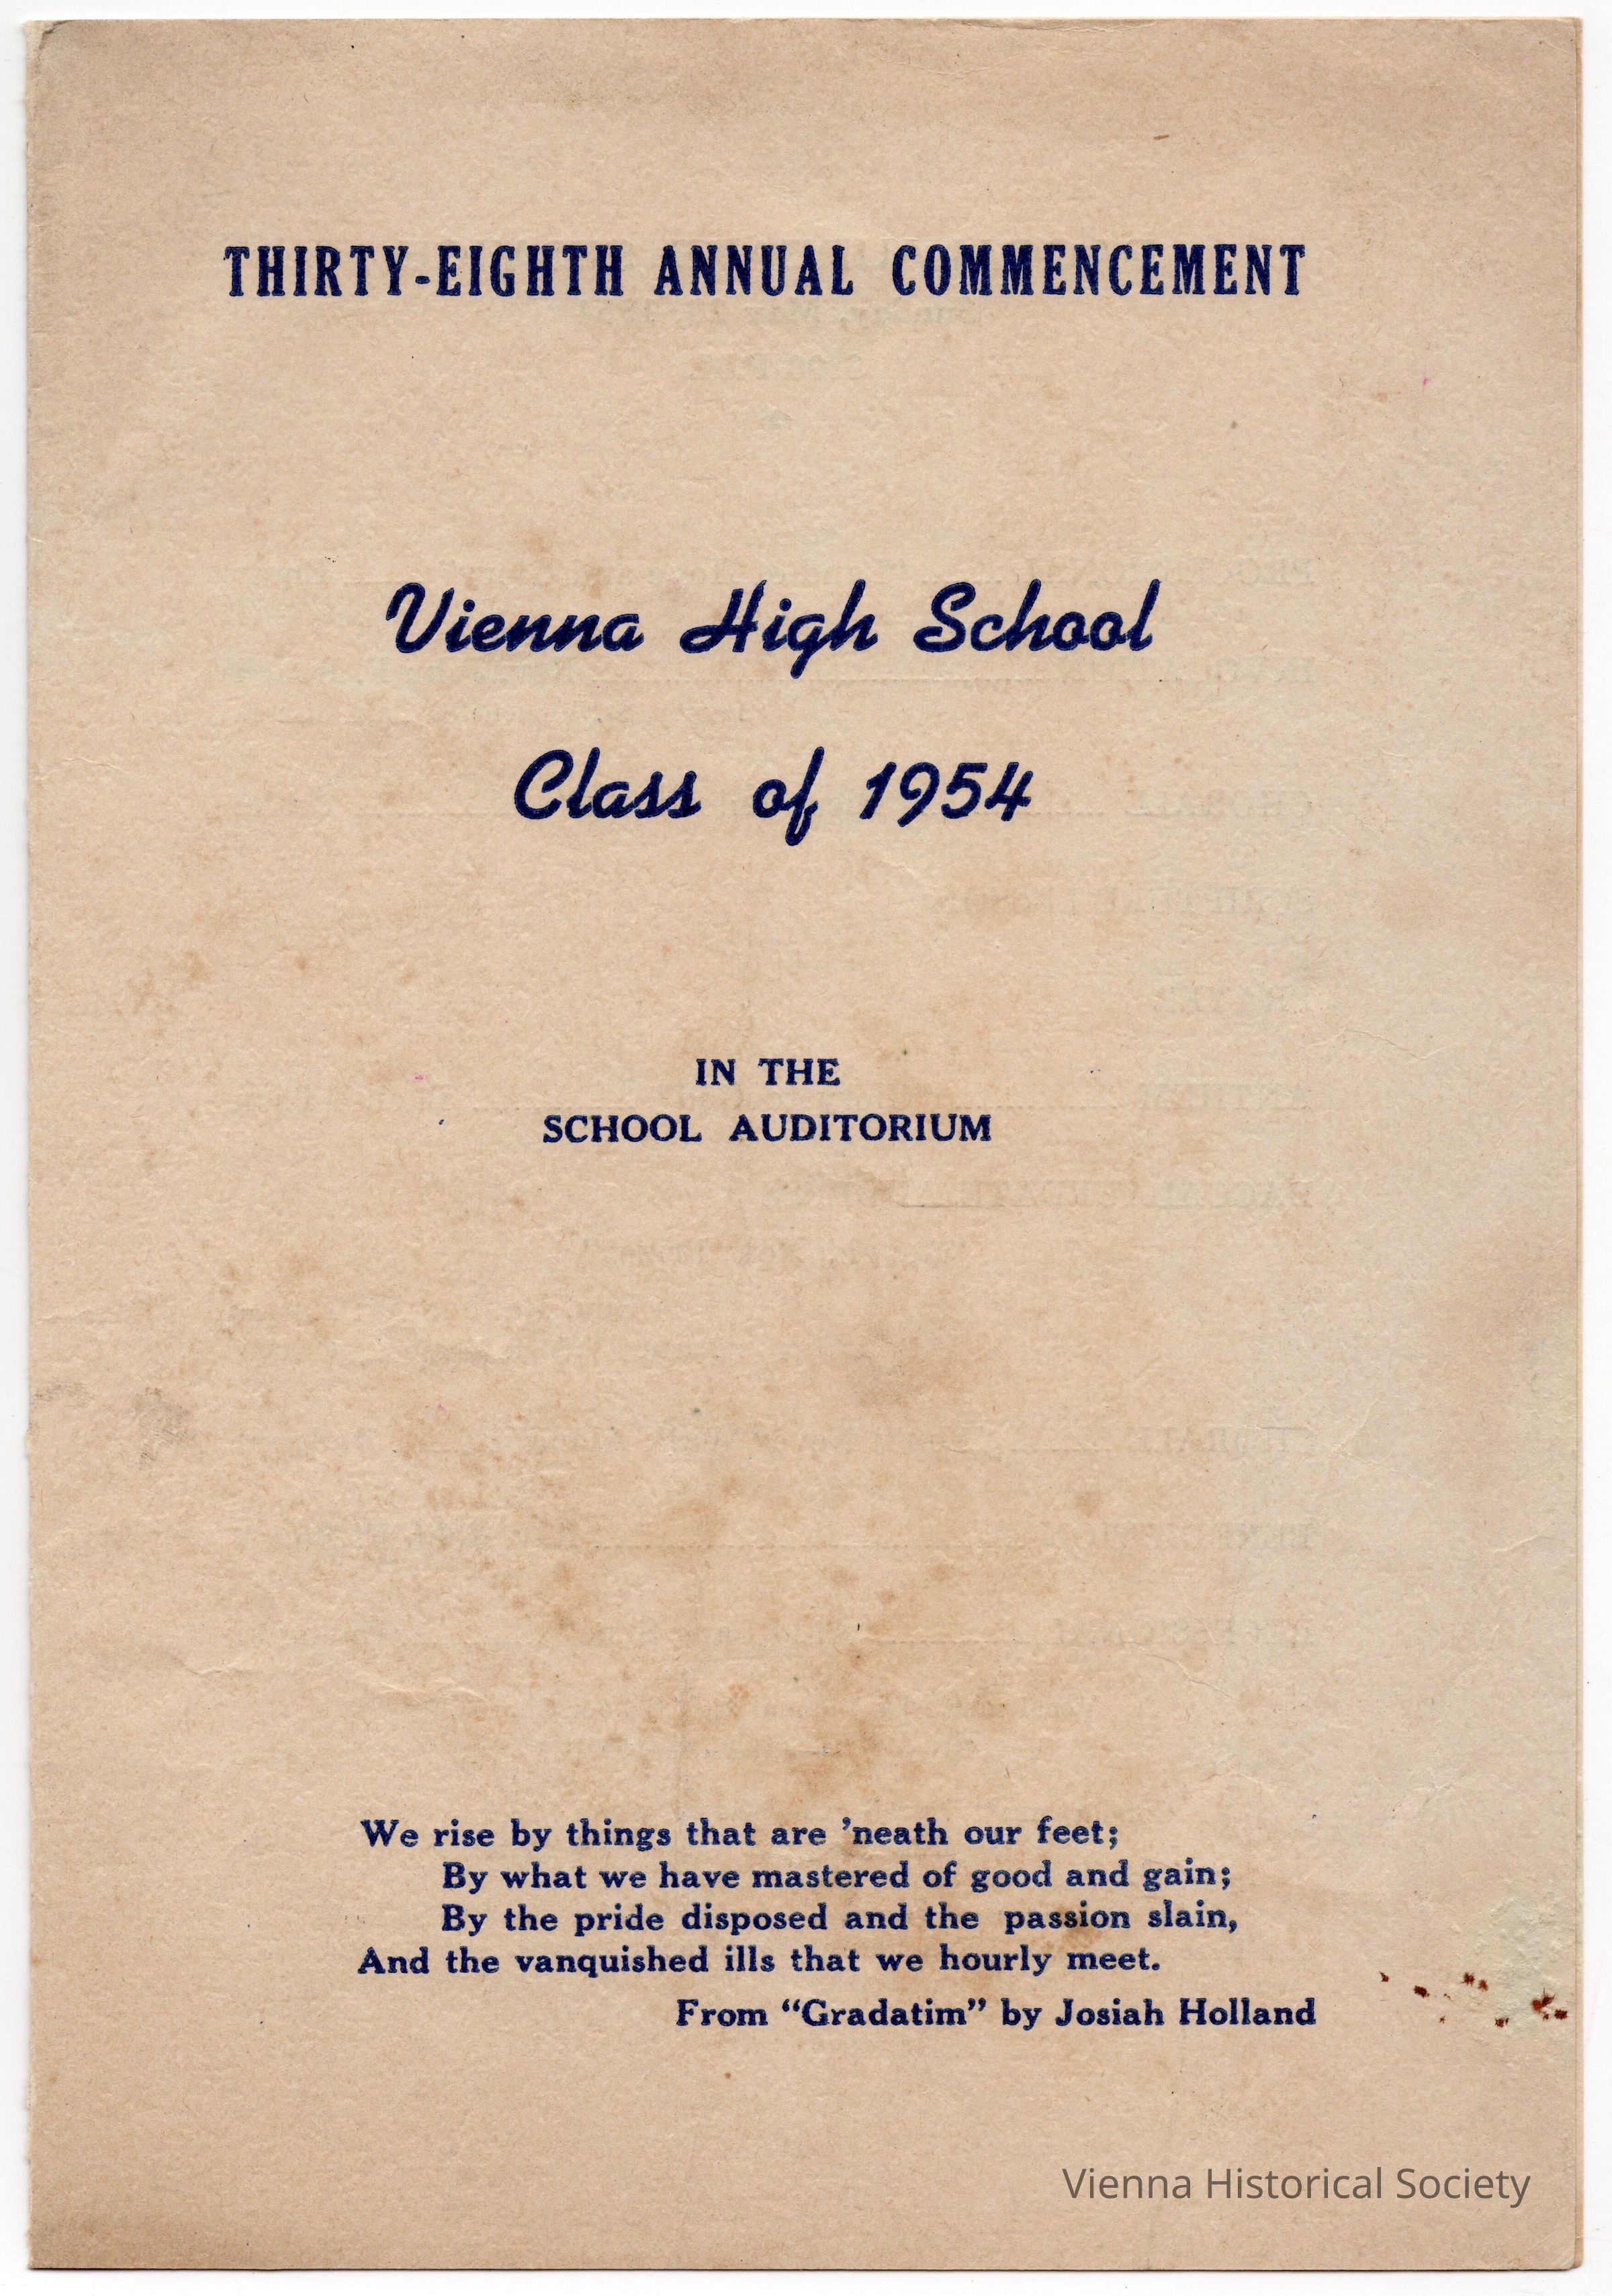 THIRTY-EIGHTH ANNUAL COMMENCEMENT
Vienna High School
Class of 1954
IN THE
SCHOOL AUDITORIUM
We rise by things that are ’neath our feet;
By what we have mastered of good and gain;
By the pride disposed and the passion slain,
And the vanquished ills that we hourly meet.
From “Gradatim” by Josiah Holland
Vienna Historical Society